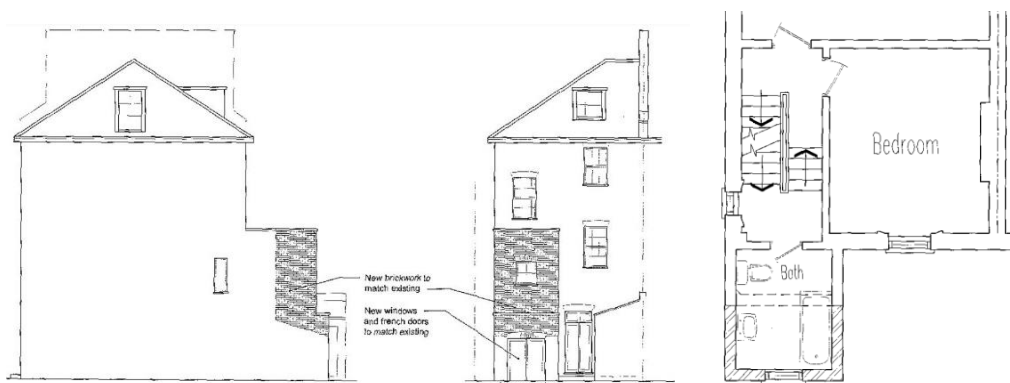 New brickwork to
match existing
New windows
and french doors
to match existing
Bedroom
Bath